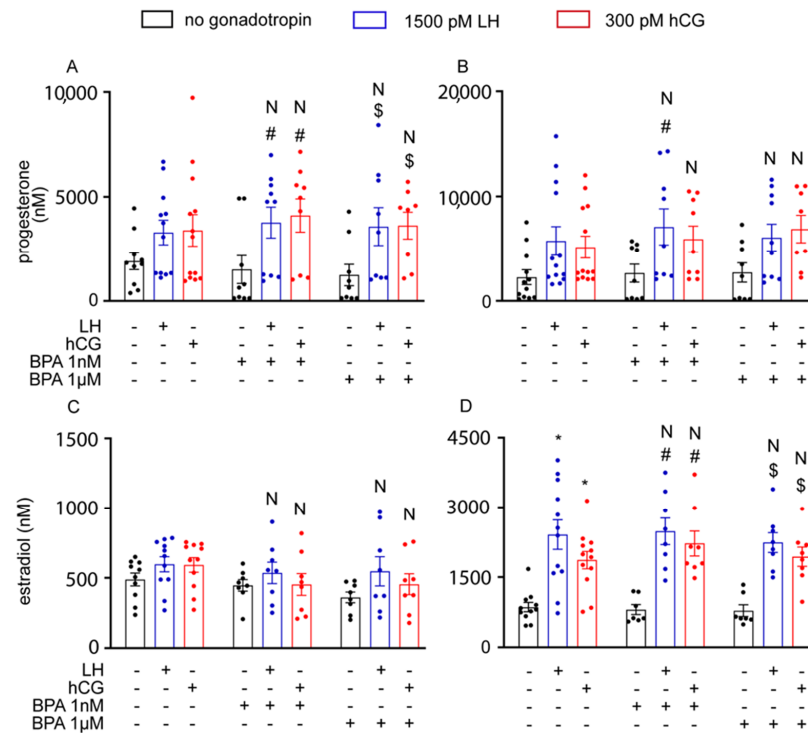 no gonadotropin 1500 pM LH 300 pM hCG
A B
10,000 20,000
N N N N
# # $ $
N # N N N
5000 10,000
progesterone (nM)
0 0
LH - + - - + - - + - - + - - + - - + -
hCG - - + - - + - - + - - + - - + - - +
BPA 1nM - - - + + + - - - - - - + + + - - -
BPA 1µM - - - - - - + + + - - - - - - + + +
C D
1500 4500
* * N # N # N $ N $
1000 3000
N N N N
500 1500
estradiol (nM)
0 0
LH - + - - + - - + - - + - - + - - + -
hCG - - + - - + - - + - - + - - + - - +
BPA 1nM - - - + + + - - - - - - + + + - - -
BPA 1µM - - - - - - + + + - - - - - - + + +